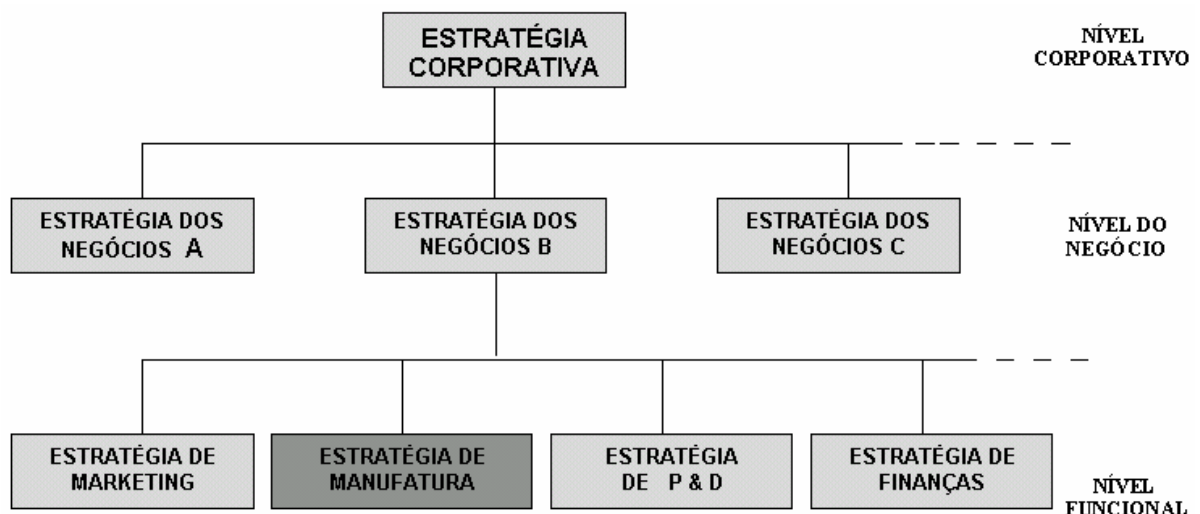 ESTRATÉGIA
CORPORATIVA
NÍVEL
CORPORATIVO
ESTRATÉGIA DOS
NEGÓCIOS A
ESTRATÉGIA DOS
NEGÓCIOS B
ESTRATÉGIA DOS
NEGÓCIOS C
NÍVEL DO
NEGÓCIO
ESTRATÉGIA DE
MARKETING
ESTRATÉGIA DE
MANUFATURA
ESTRATÉGIA
DE P & D
ESTRATÉGIA DE
FINANÇAS
NÍVEL
FUNCIONAL